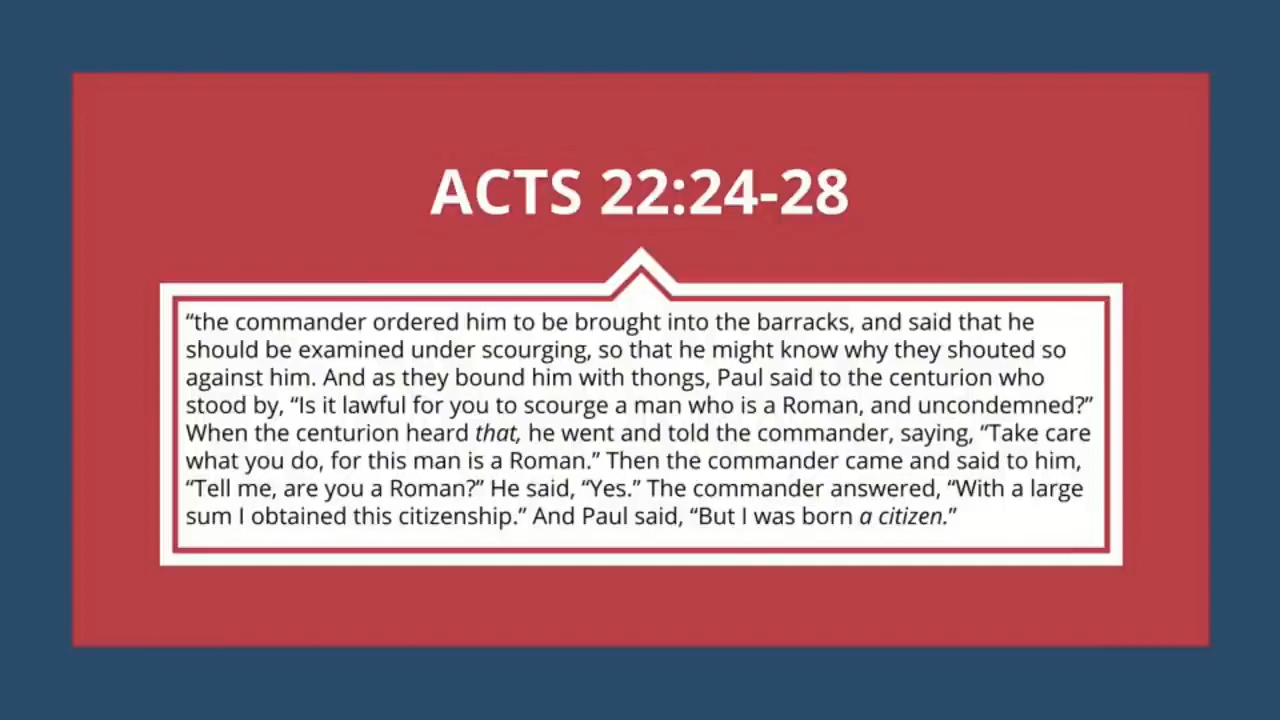 ACTS 22:24-28
“the commander ordered him to be brought into the barracks, and said that he
should be examined under scourging, so that he might know why they shouted so
against him. And as they bound him with thongs, Paul said to the centurion who
stood by, “Is it lawful for you to scourge a man who is a Roman, and uncondemned?”
When the centurion heard that, he went and told the commander, saying, “Take care
what you do, for this man is a Roman.” Then the commander came and said to him,
“Tell me, are you a Roman?” He said, “Yes.” The commander answered, “With a large
sum I obtained this citizenship.” And Paul said, “But I was born a citizen.”